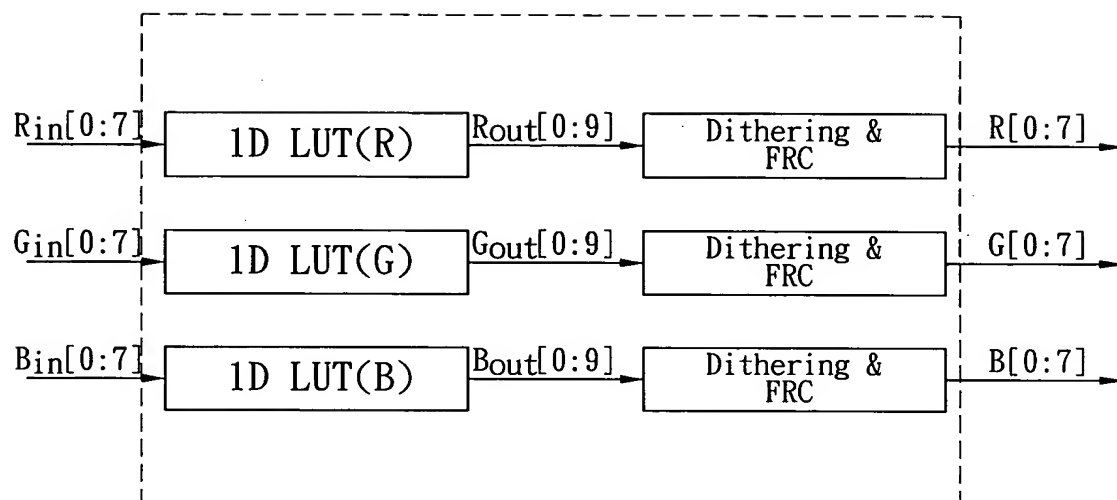 Rin[0:7] 1D LUT(R) Rout[0:9] Dithering & FRC R[0:7]
Gin[0:7] 1D LUT(G) Gout[0:9] Dithering & FRC G[0:7]
Bin[0:7] 1D LUT(B) Bout[0:9] Dithering & FRC B[0:7]